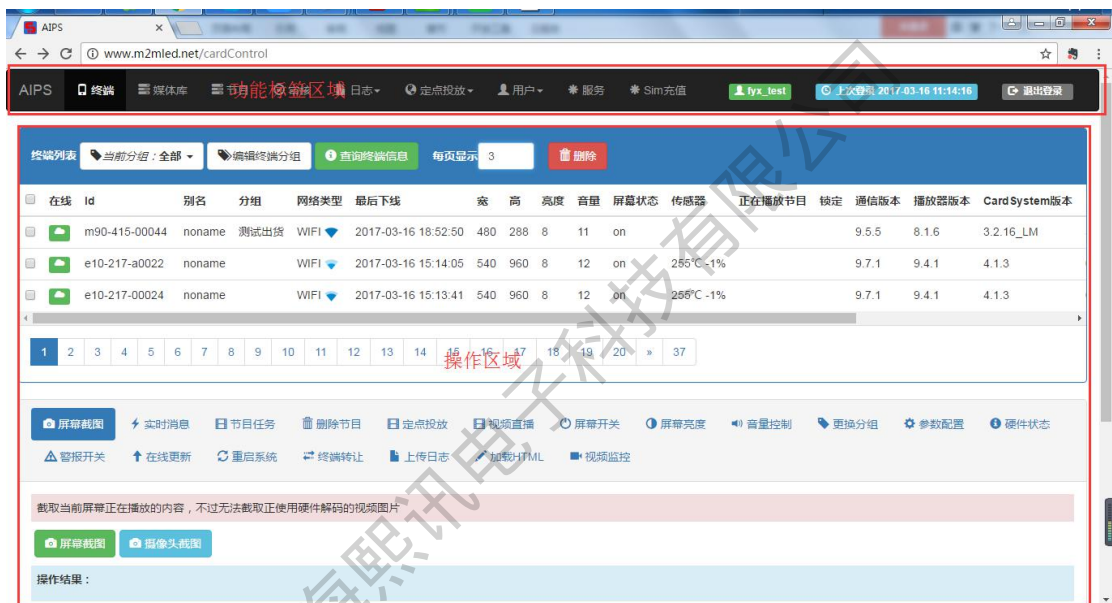 AIPS
www.m2mled.net/cardControl
AIPS 终端 媒体库 节目 审核 日志 定点投放 用户 服务 Sim充值 fyx_test 上次登录 2017-03-16 11:14:16 退出登录
功能标签区域
终端列表 当前分组：全部 编辑终端分组 查询终端信息 每页显示 3 删除
在线 Id 别名 分组 网络类型 最后下线 宽 高 亮度 音量 屏幕状态 传感器 正在播放节目 锁定 通信版本 播放器版本 CardSystem版本
m90-415-00044 noname 测试出货 WIFI 2017-03-16 18:52:50 480 288 8 11 on 9.5.5 8.1.6 3.2.16_LM
e10-217-a0022 noname WIFI 2017-03-16 15:14:05 540 960 8 12 on 255℃ -1% 9.7.1 9.4.1 4.1.3
e10-217-00024 noname WIFI 2017-03-16 15:13:41 540 960 8 12 on 255℃ -1% 9.7.1 9.4.1 4.1.3
1 2 3 4 5 6 7 8 9 10 11 12 13 14 15 16 17 18 19 20 » 37
操作区域
屏幕截图 实时消息 节目任务 删除节目 定点投放 视频直播 屏幕开关 屏幕亮度 音量控制 更换分组 参数配置 硬件状态
警报开关 在线更新 重启系统 终端转让 上传日志 加载HTML 视频监控
截取当前屏幕正在播放的内容，不过无法截取正使用硬件解码的视频图片
屏幕截图 摄像头截图
操作结果：
海熙讯电子科技有限公司